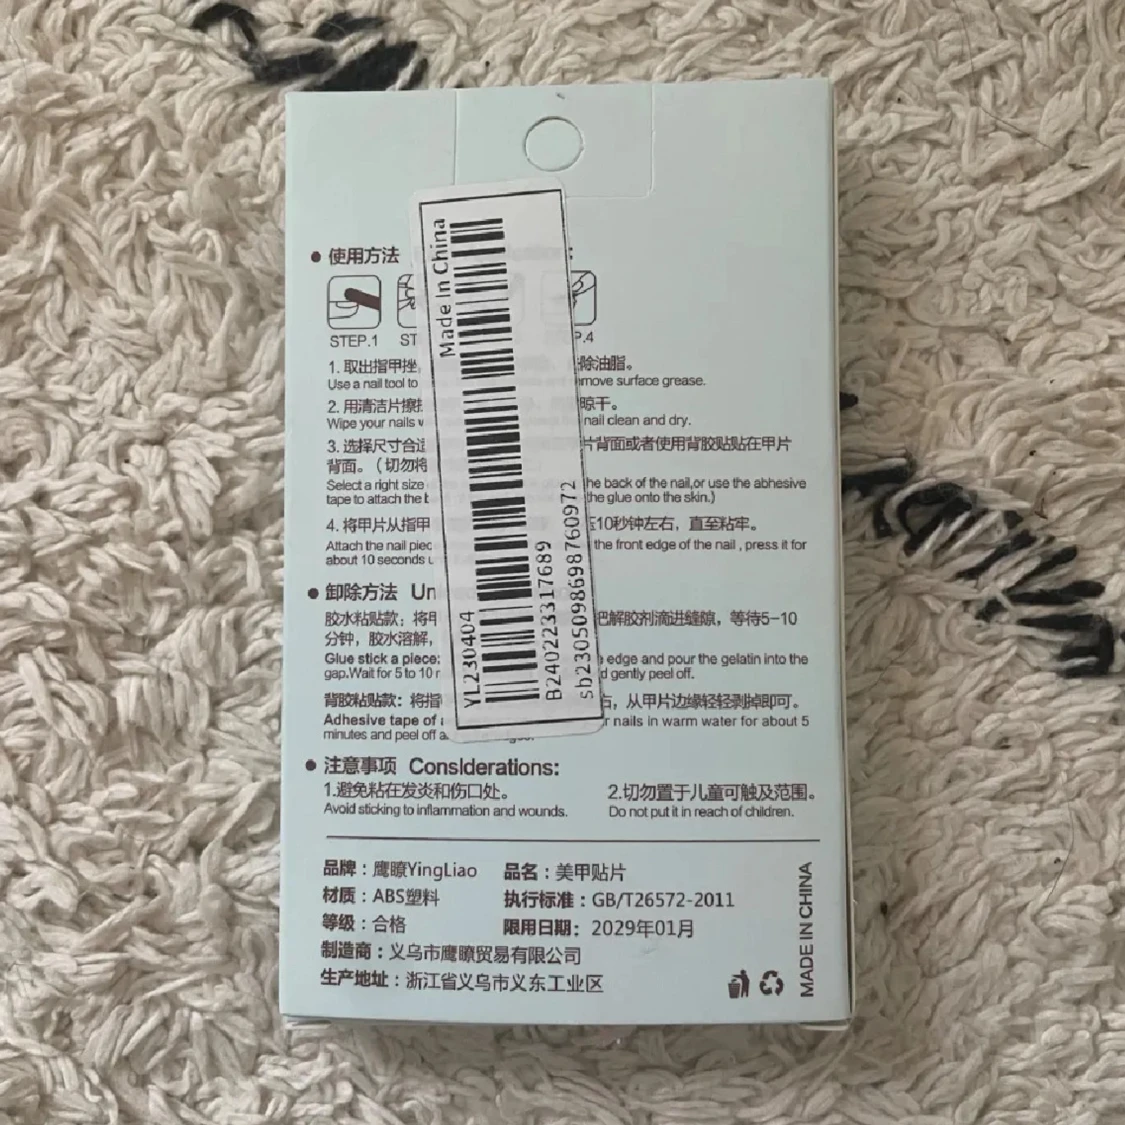 使用方法
STEP.1
ST
P.4
1. 取出指甲挫
除油脂。
Use a nail tool to
move surface grease.
2. 用清洁片擦
晾干。
Wipe your nails
nail clean and dry.
3. 选择尺寸合适
片背面或者使用背胶贴贴在甲片
背面。（切勿将
Select a right size
the back of the nail,or use the abhesive
tape to attach the b
the glue onto the skin.)
4. 将甲片从指甲
压10秒钟左右，直至粘牢。
Attach the nail piec
the front edge of the nail , press it for
about 10 seconds u
卸除方法 Un
胶水粘贴款：将甲
把解胶剂滴进缝隙，等待5-10
分钟，胶水溶解，
Glue stick a piece:
edge and pour the gelatin into the
gap.Wait for 5 to 10 m
d gently peel off.
背胶粘贴款：将指
右，从甲片边缘轻轻剥掉即可。
Adhesive tape of a
r nails in warm water for about 5
minutes and peel off a
注意事项 Considerations:
1.避免粘在发炎和伤口处。
2.切勿置于儿童可触及范围。
Avoid sticking to inflammation and wounds.
Do not put it in reach of children.
品牌：鹰瞭YingLiao
品名：美甲贴片
材质：ABS塑料
执行标准：GB/T26572-2011
等级：合格
限用日期：2029年01月
制造商：义乌市鹰瞭贸易有限公司
生产地址：浙江省义乌市义东工业区
MADE IN CHINA
Made In China
YL230404
B240223317689
sb2305098698760972